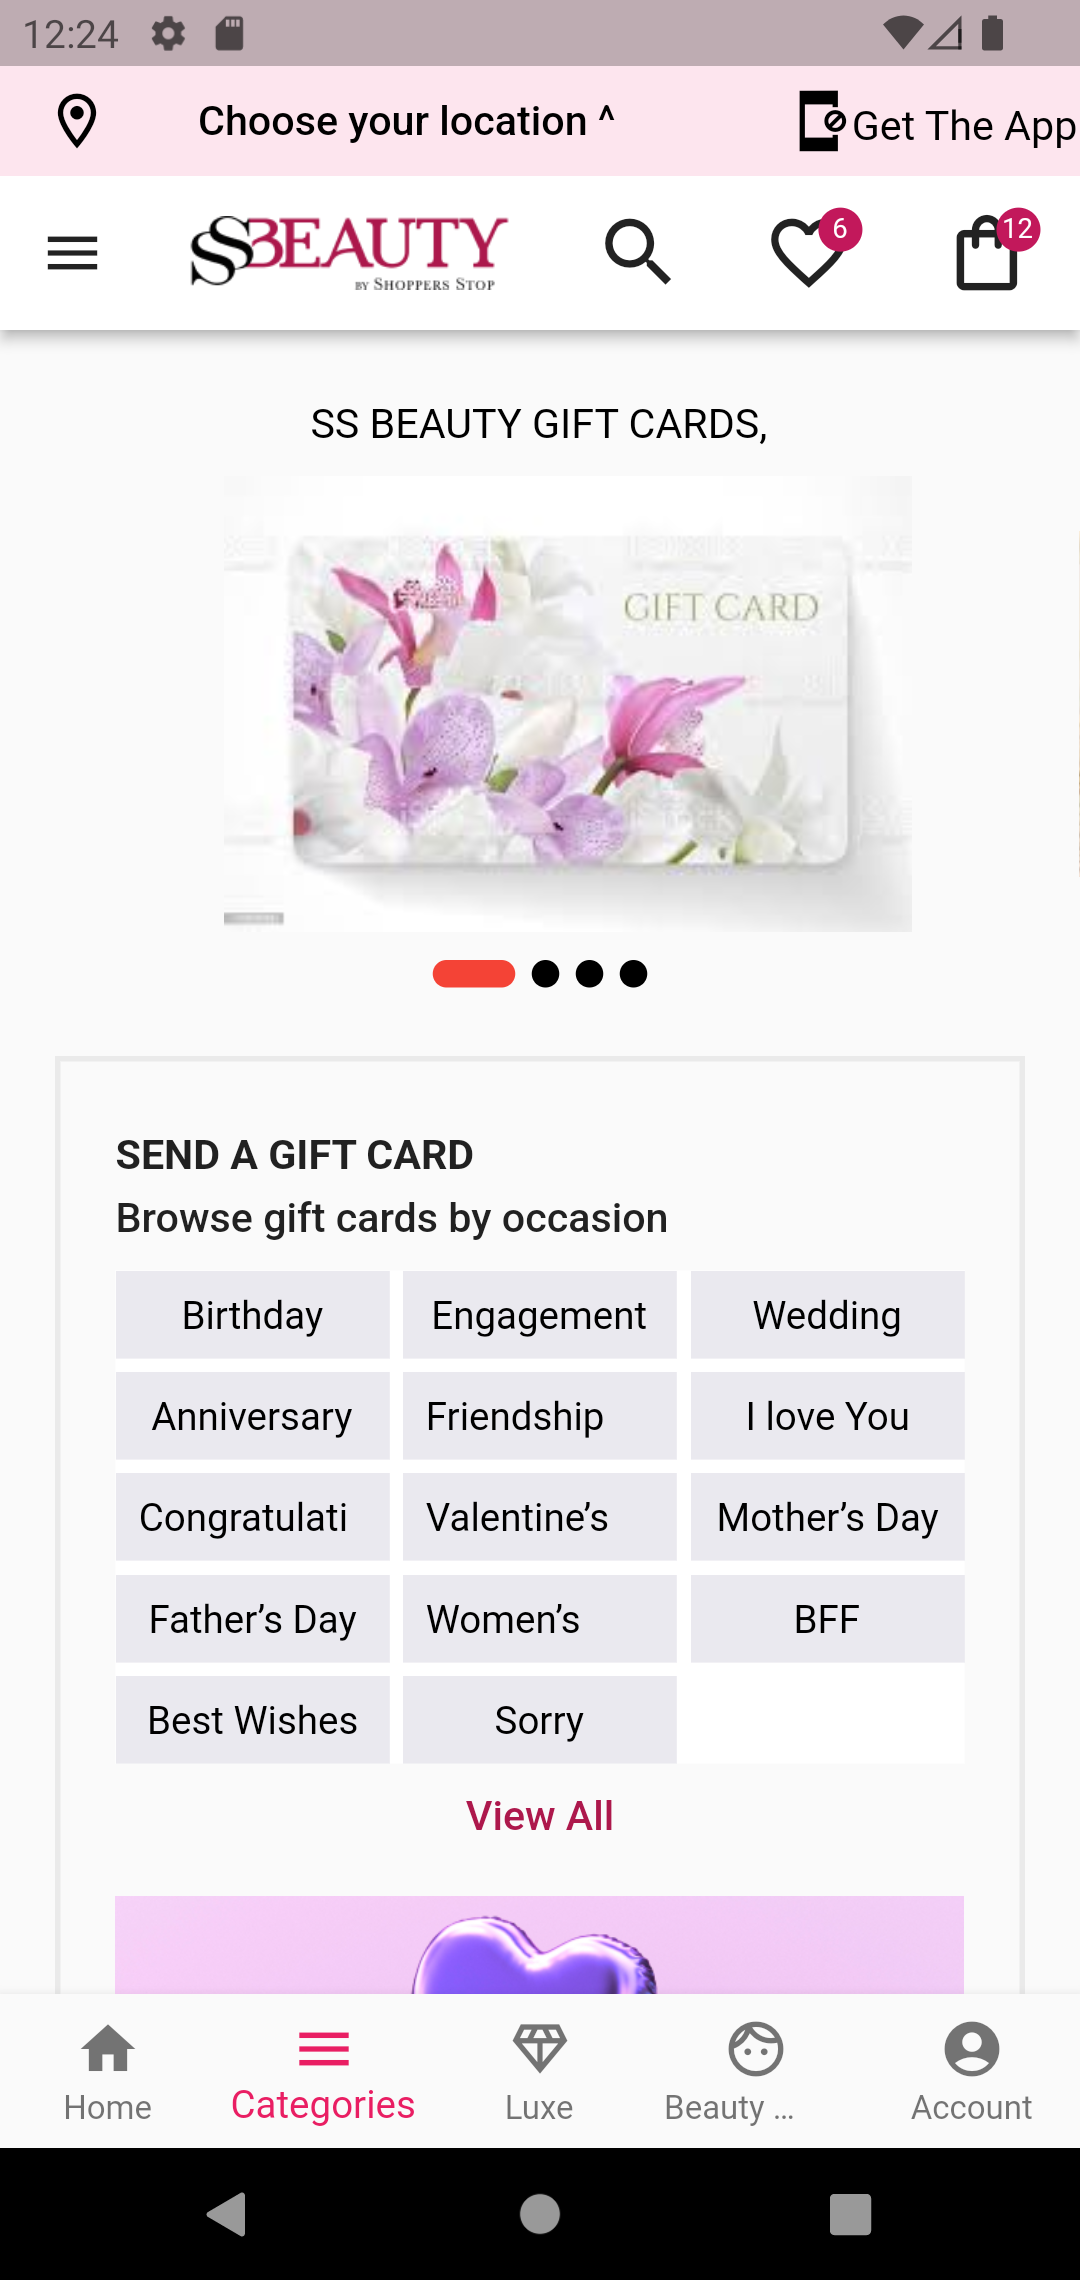 12:24
Choose your location ^
Get The App
SSBEAUTY
BY SHOPPERS STOP
6
12
SS BEAUTY GIFT CARDS,
GIFT CARD
SEND A GIFT CARD
Browse gift cards by occasion
Birthday
Engagement
Wedding
Anniversary
Friendship
I love You
Congratulati
Valentine’s
Mother’s Day
Father’s Day
Women’s
BFF
Best Wishes
Sorry
View All
Home
Categories
Luxe
Beauty ...
Account